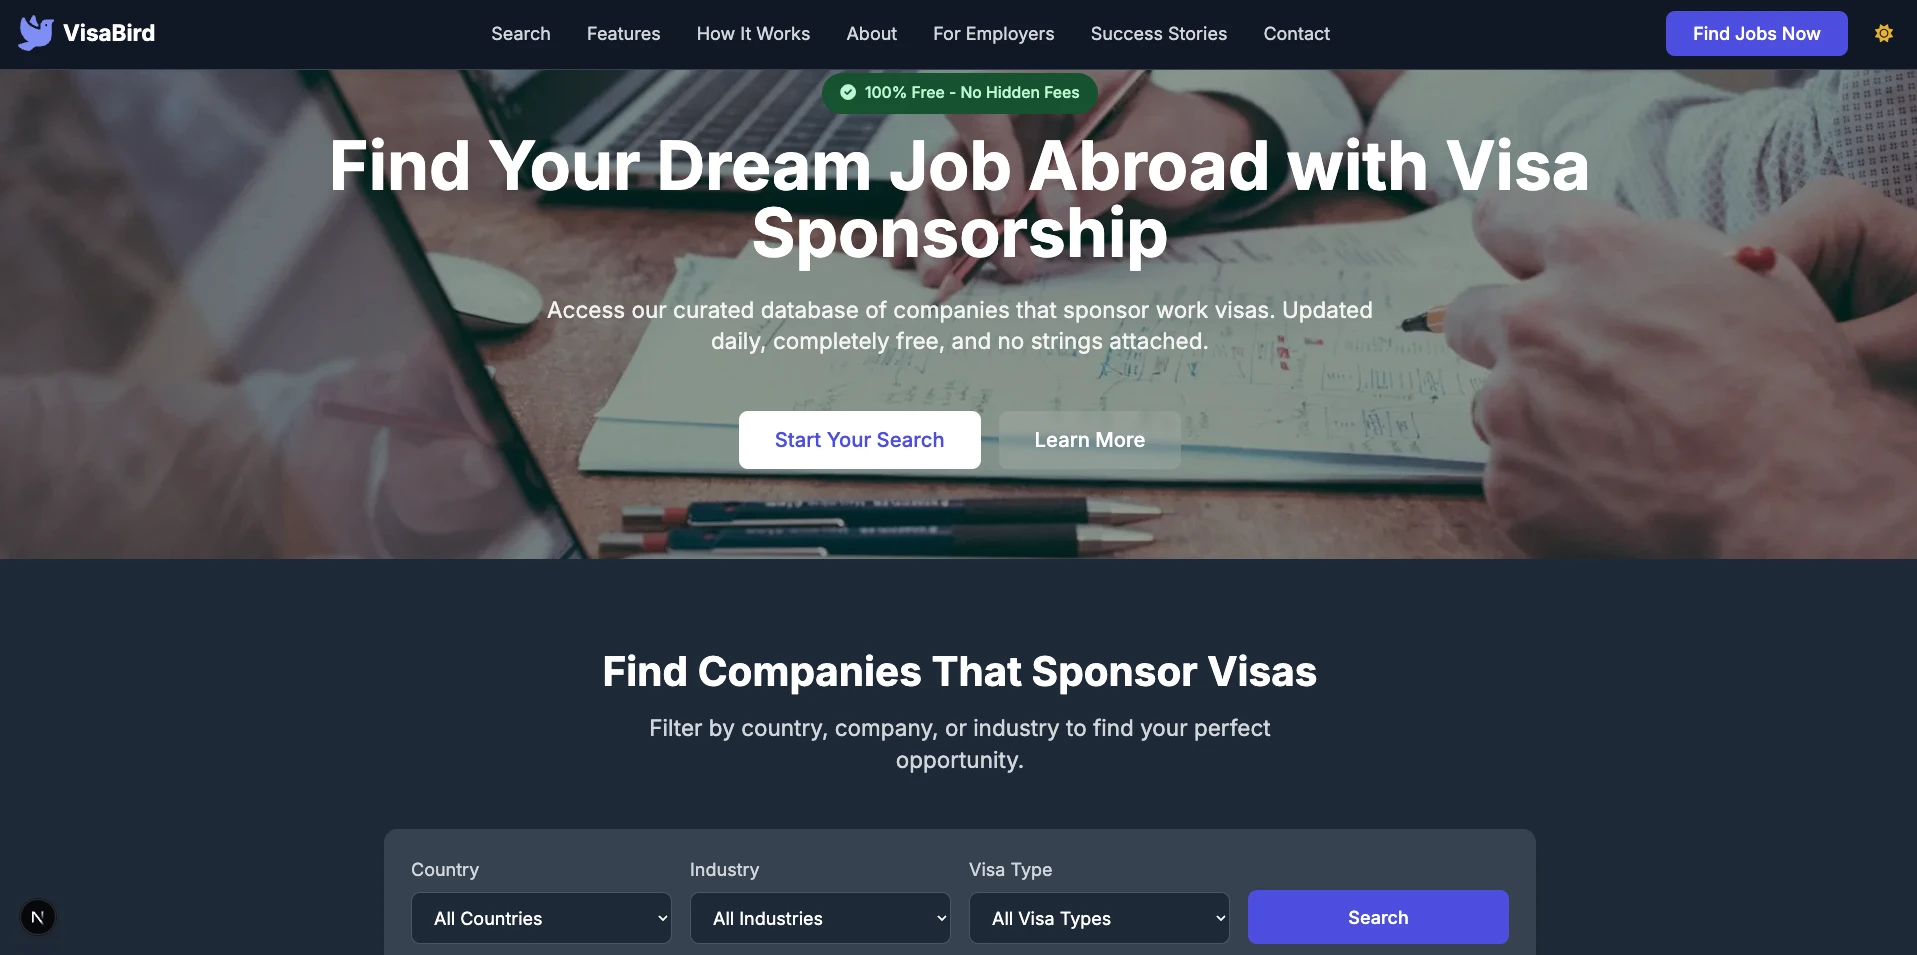 VisaBird
Search
Features
How It Works
About
For Employers
Success Stories
Contact
Find Jobs Now
100% Free - No Hidden Fees
Find Your Dream Job Abroad with Visa
Sponsorship
Access our curated database of companies that sponsor work visas. Updated
daily, completely free, and no strings attached.
Start Your Search
Learn More
Find Companies That Sponsor Visas
Filter by country, company, or industry to find your perfect
opportunity.
Country
Industry
Visa Type
All Countries
All Industries
All Visa Types
Search
N